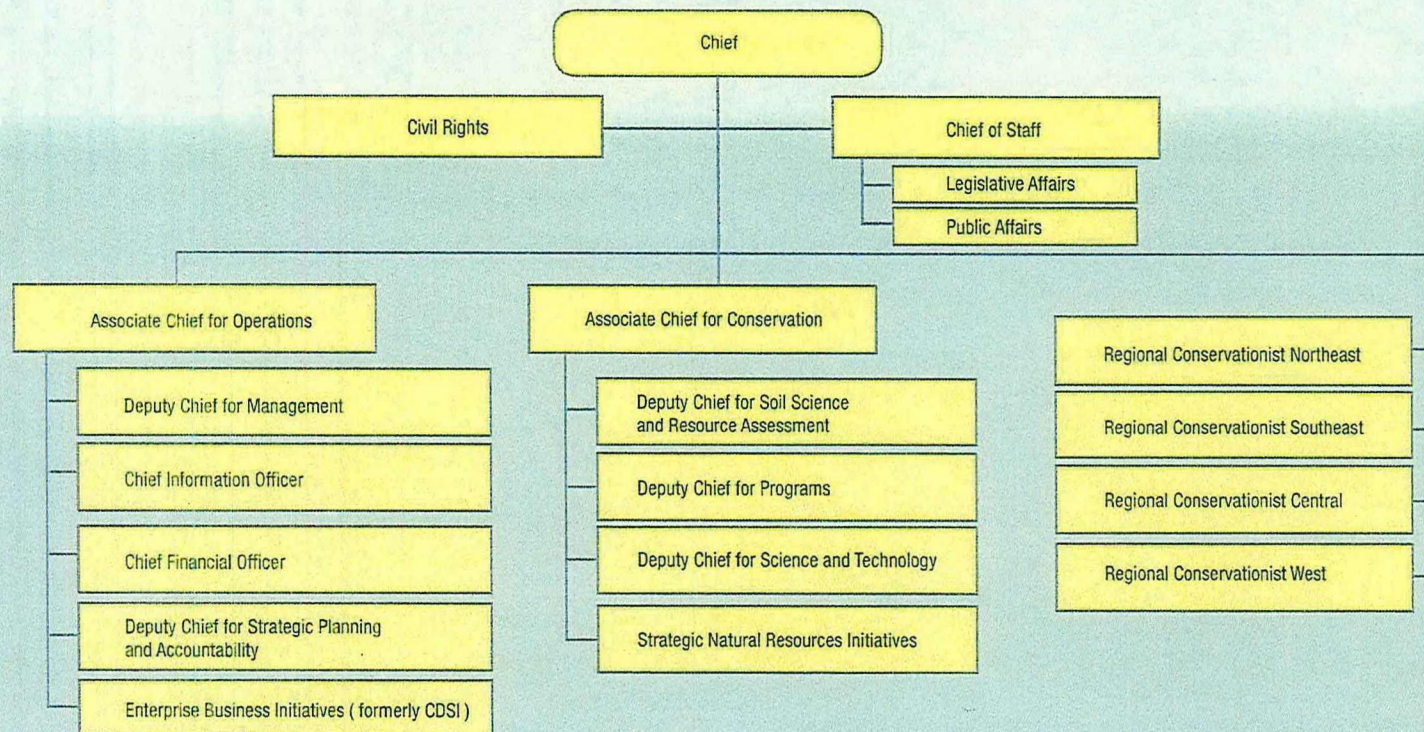 Chief
Civil Rights
Chief of Staff
Legislative Affairs
Public Affairs
Associate Chief for Operations
Deputy Chief for Management
Chief Information Officer
Chief Financial Officer
Deputy Chief for Strategic Planning
and Accountability
Enterprise Business Initiatives ( formerly CDSI )
Associate Chief for Conservation
Deputy Chief for Soil Science
and Resource Assessment
Deputy Chief for Programs
Deputy Chief for Science and Technology
Strategic Natural Resources Initiatives
Regional Conservationist Northeast
Regional Conservationist Southeast
Regional Conservationist Central
Regional Conservationist West